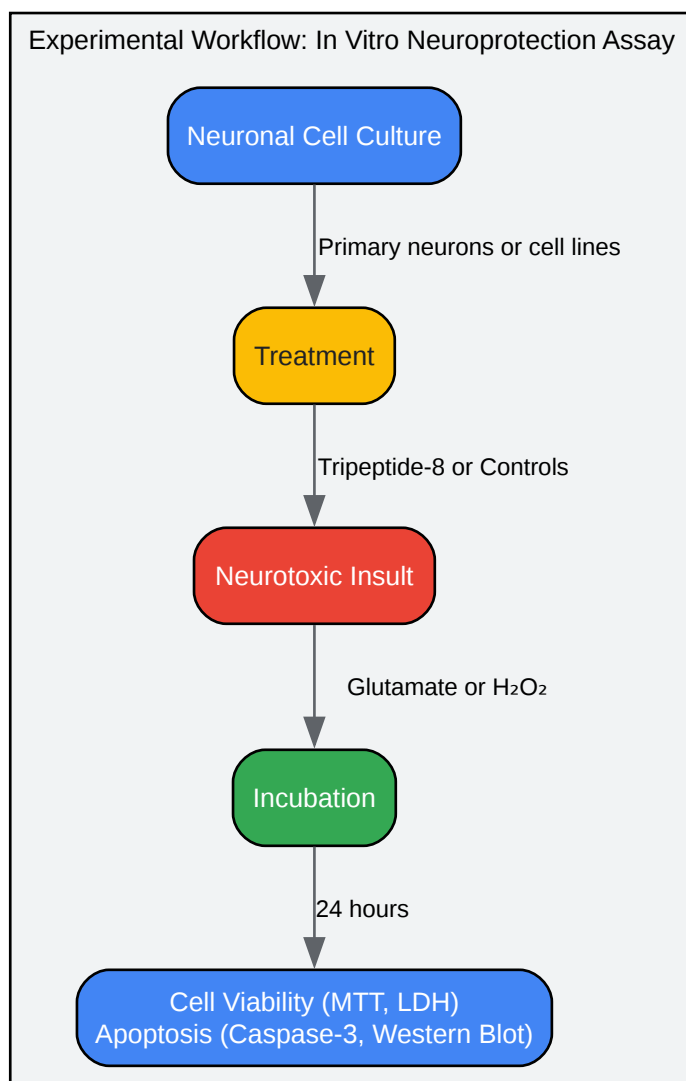 Experimental Workflow: In Vitro Neuroprotection Assay
Neuronal Cell Culture
Primary neurons or cell lines
Treatment
Tripeptide-8 or Controls
Neurotoxic Insult
Glutamate or H₂O₂
Incubation
24 hours
Cell Viability (MTT, LDH)
Apoptosis (Caspase-3, Western Blot)